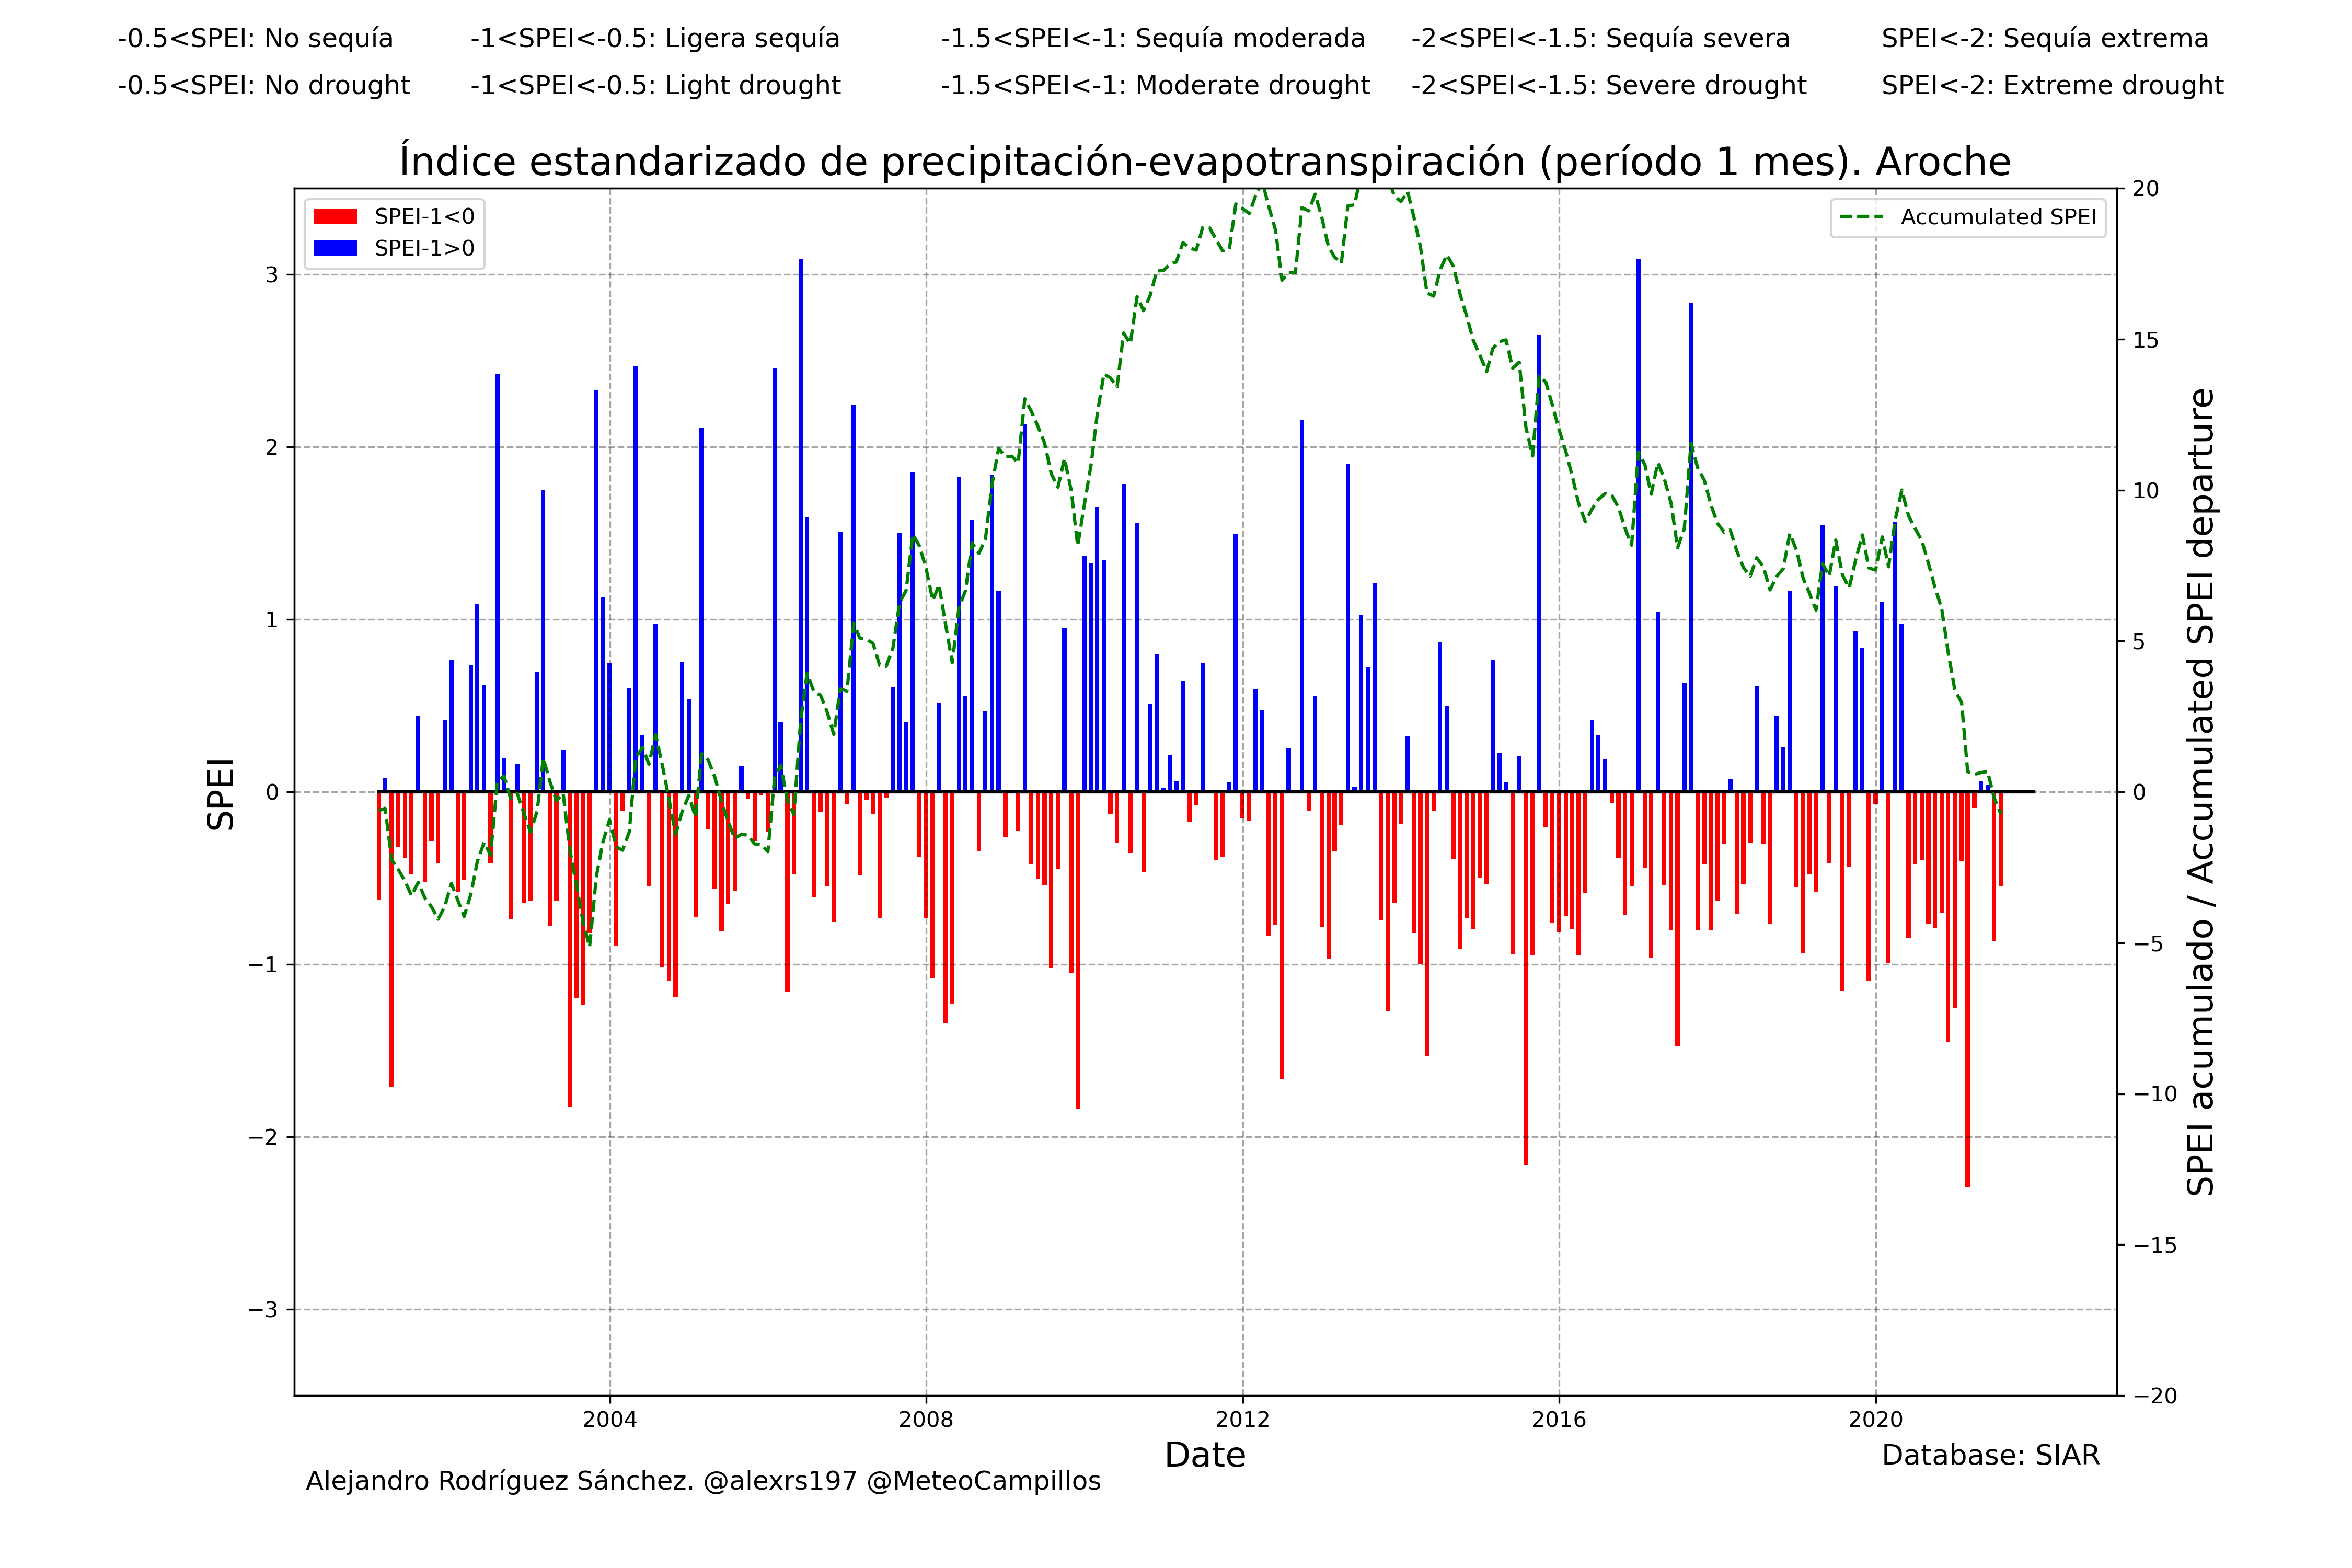 -0.5<SPEI: No sequía -1<SPEI<-0.5: Ligera sequía -1.5<SPEI<-1: Sequía moderada -2<SPEI<-1.5: Sequía severa SPEI<-2: Sequía extrema
-0.5<SPEI: No drought -1<SPEI<-0.5: Light drought -1.5<SPEI<-1: Moderate drought -2<SPEI<-1.5: Severe drought SPEI<-2: Extreme drought
Índice estandarizado de precipitación-evapotranspiración (período 1 mes). Aroche
SPEI-1<0
SPEI-1>0
Accumulated SPEI
SPEI
3
2
1
0
−1
−2
−3
20
15
10
5
0
−5
−10
−15
−20
SPEI acumulado / Accumulated SPEI departure
2004 2008 2012 2016 2020
Date
Database: SIAR
Alejandro Rodríguez Sánchez. @alexrs197 @MeteoCampillos